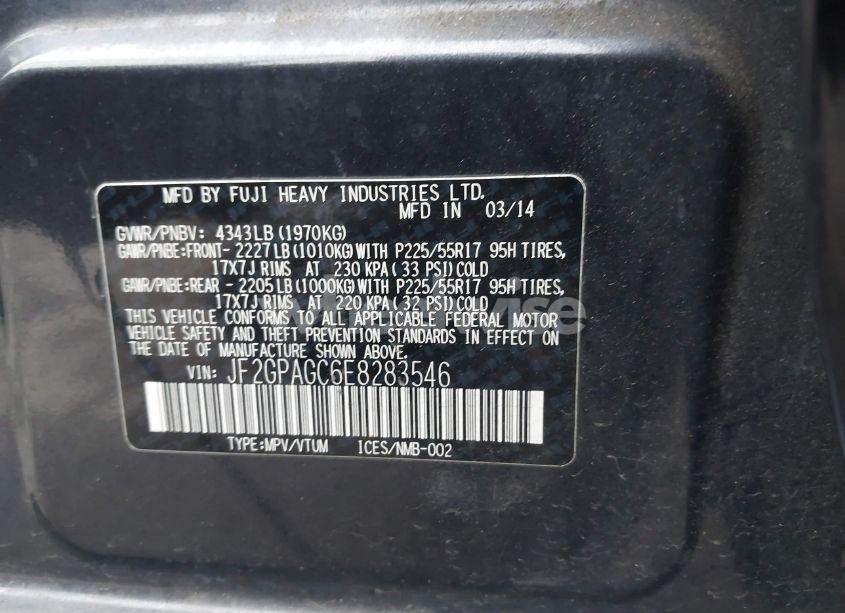 MFD BY FUJI HEAVY INDUSTRIES LTD.
MFD IN 03/14
GVWR/PNBV: 4343LB (1970KG)
GAWR/PNBE:FRONT- 2227LB (1010KG) WITH P225/55R17 95H TIRES,
17X7J RIMS AT 230 KPA (33 PSI) COLD
GAWR/PNBE:REAR - 2205LB (1000KG) WITH P225/55R17 95H TIRES,
17X7J RIMS AT 220 KPA (32 PSI) COLD
THIS VEHICLE CONFORMS TO ALL APPLICABLE FEDERAL MOTOR
VEHICLE SAFETY AND THEFT PREVENTION STANDARDS IN EFFECT ON
THE DATE OF MANUFACTURE SHOWN ABOVE.
VIN: JF2GPAGC6E8283546
TYPE:MPV/VTUM ICES/NMB-002